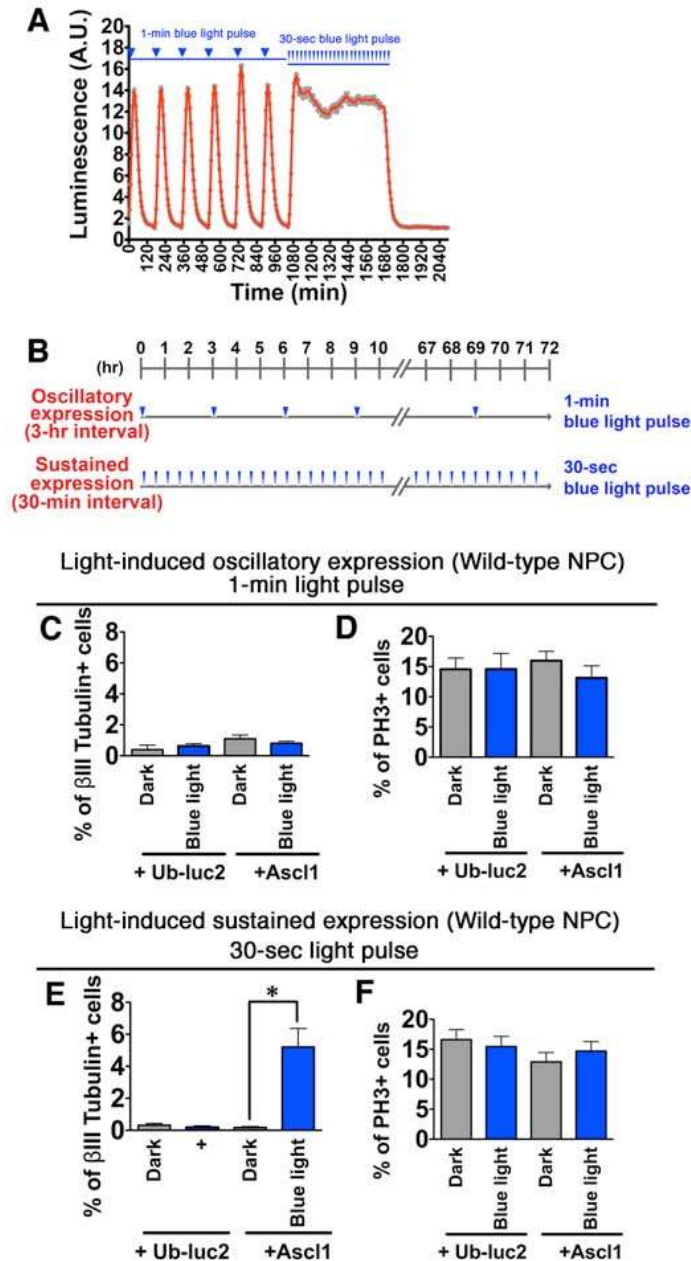 A
1-min blue light pulse
30-sec blue light pulse
Luminescence (A.U.)
20
18
16
14
12
10
8
6
4
2
0
0
120
240
360
480
600
720
840
960
1080
1200
1320
1440
1560
1680
1800
1920
2040
Time (min)
B
0 1 2 3 4 5 6 7 8 9 10 67 68 69 70 71 72
(hr)
Oscillatory
expression
(3-hr interval)
1-min
blue light pulse
Sustained
expression
(30-min interval)
30-sec
blue light pulse
Light-induced oscillatory expression (Wild-type NPC)
1-min light pulse
C
% of βIII Tubulin+ cells
8
6
4
2
0
Dark
Blue light
Dark
Blue light
+ Ub-luc2
+Ascl1
D
% of PH3+ cells
20
15
10
5
0
Dark
Blue light
Dark
Blue light
+ Ub-luc2
+Ascl1
Light-induced sustained expression (Wild-type NPC)
30-sec light pulse
E
% of βIII Tubulin+ cells
8
6
4
2
0
*
Dark
+
Dark
Blue light
+ Ub-luc2
+Ascl1
F
% of PH3+ cells
20
15
15
5
0
Dark
Blue light
Dark
Blue light
+ Ub-luc2
+Ascl1